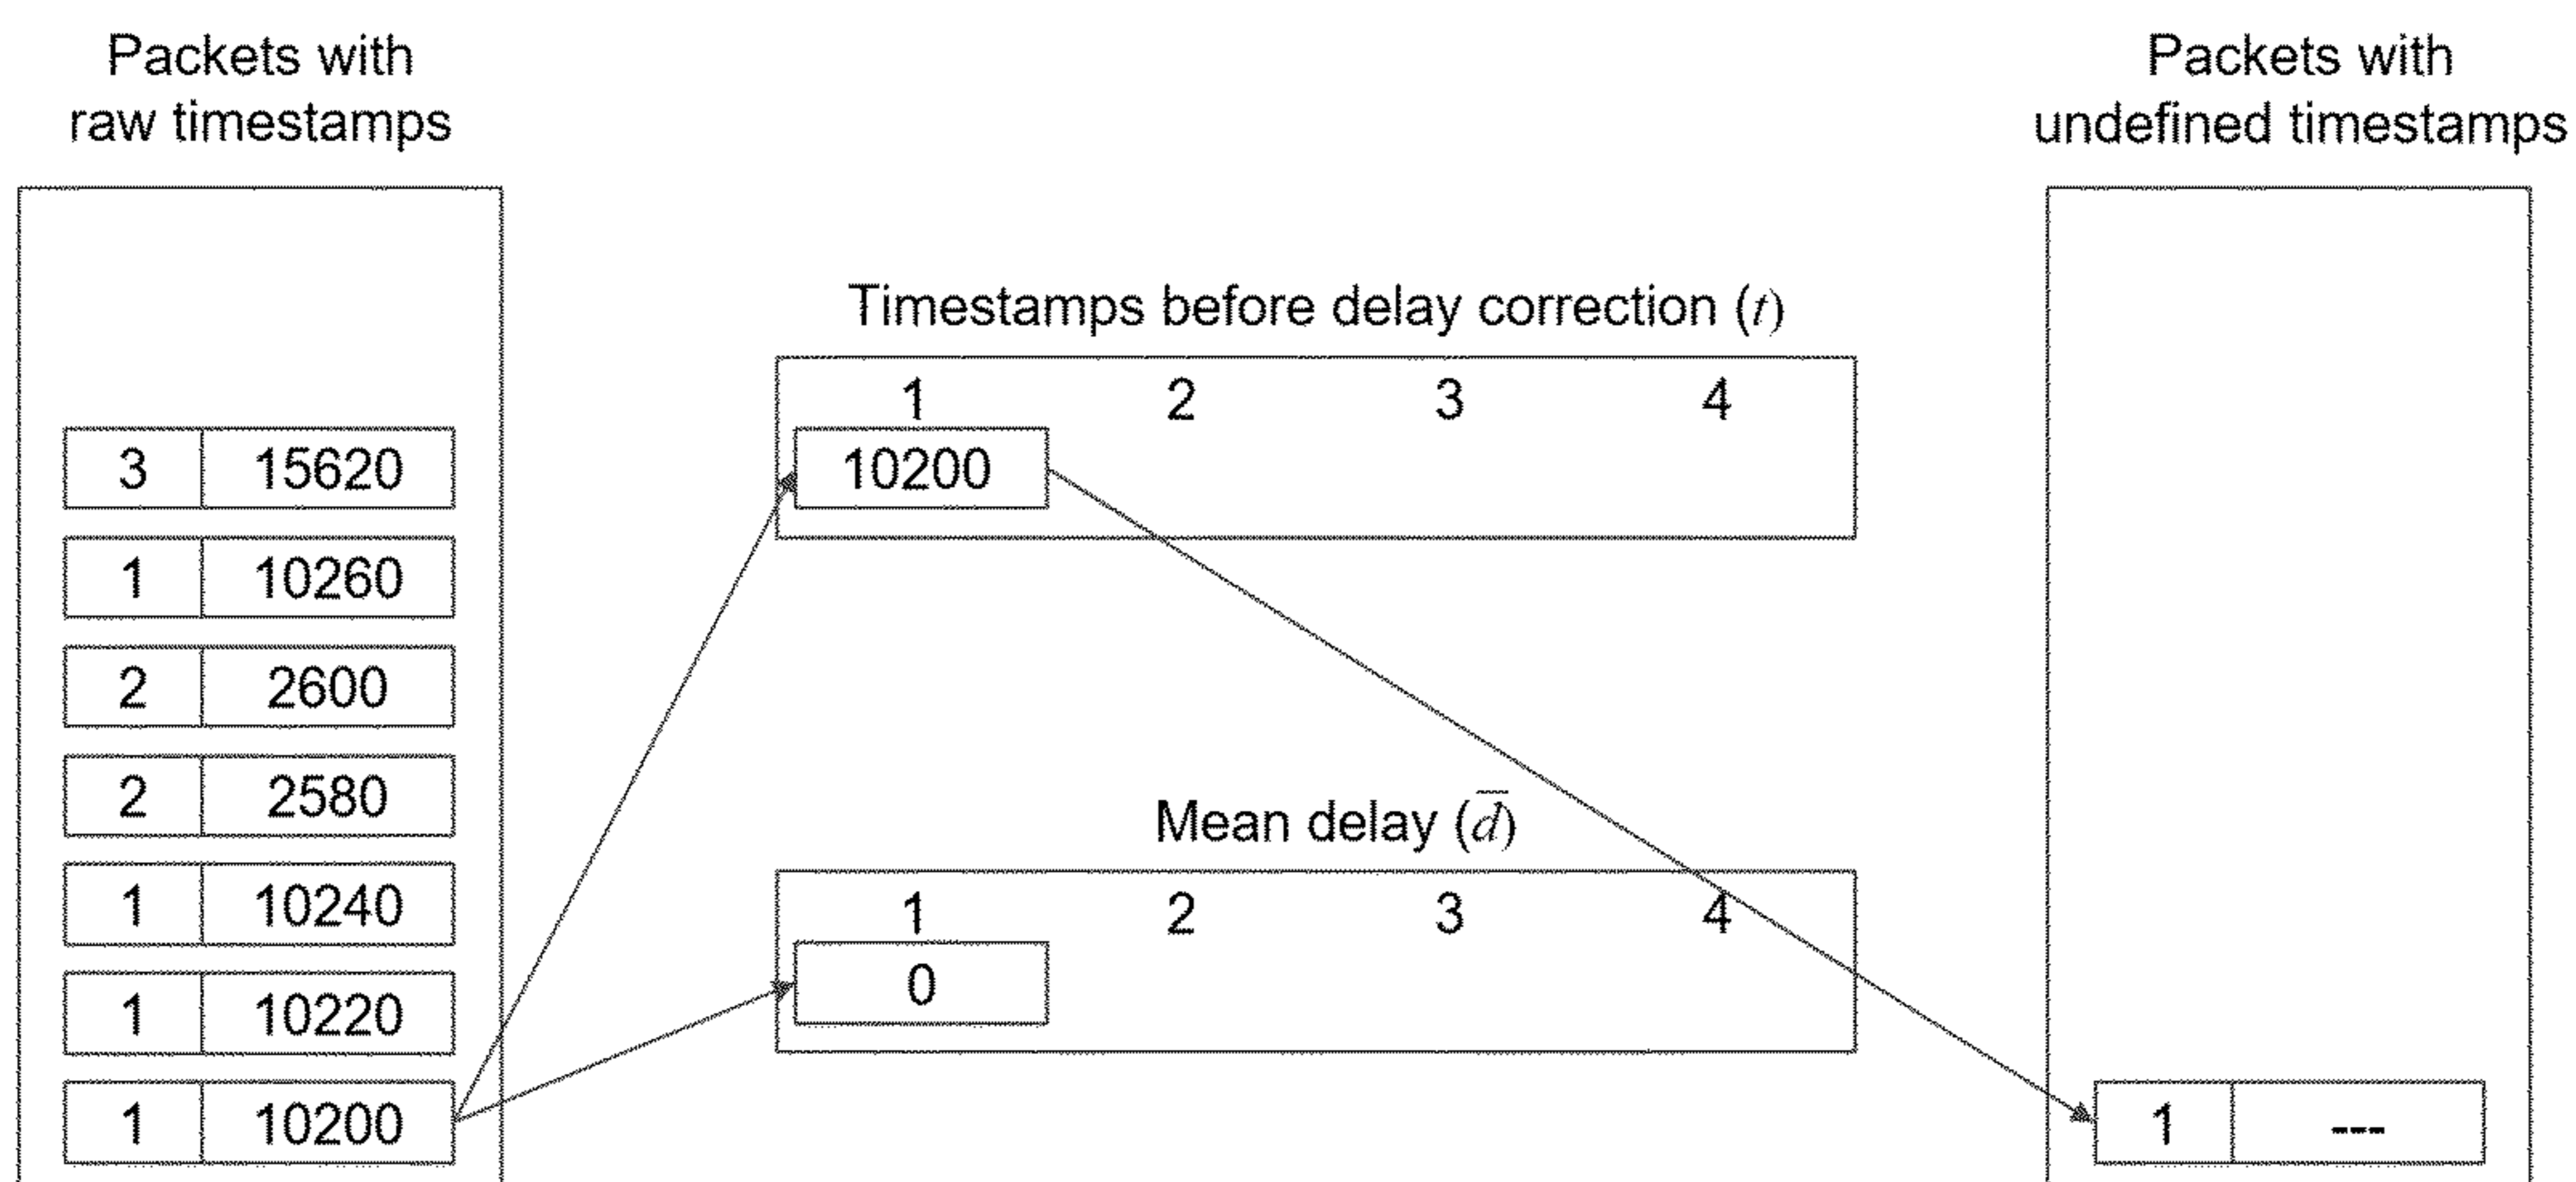 Packets with
raw timestamps
3 15620
1 10260
2 2600
2 2580
1 10240
1 10220
1 10200
Timestamps before delay correction (t)
1 2 3 4
10200
Mean delay (d̅)
1 2 3 4
0
Packets with
undefined timestamps
1 ---